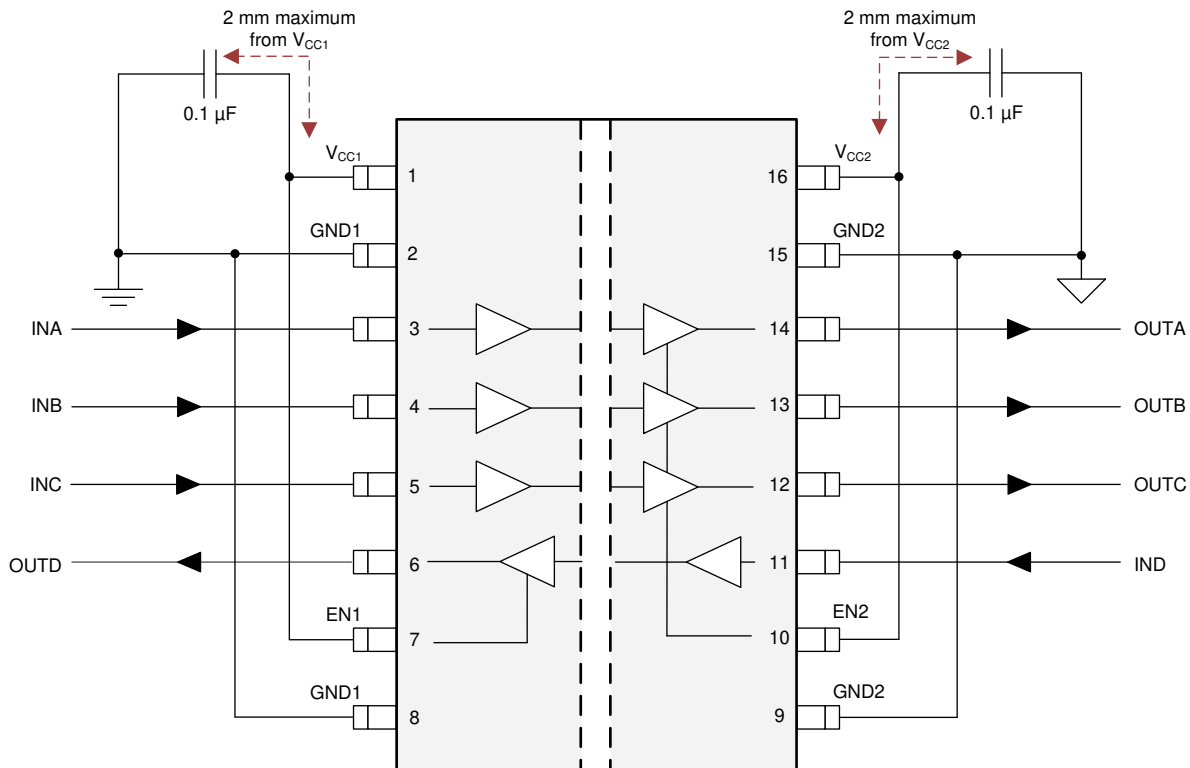 2 mm maximum
from VCC1
2 mm maximum
from VCC2
0.1 µF
0.1 µF
VCC1
1
16
VCC2
GND1
2
15
GND2
INA
3
14
OUTA
INB
4
13
OUTB
INC
5
12
OUTC
OUTD
6
11
IND
EN1
7
10
EN2
GND1
8
9
GND2